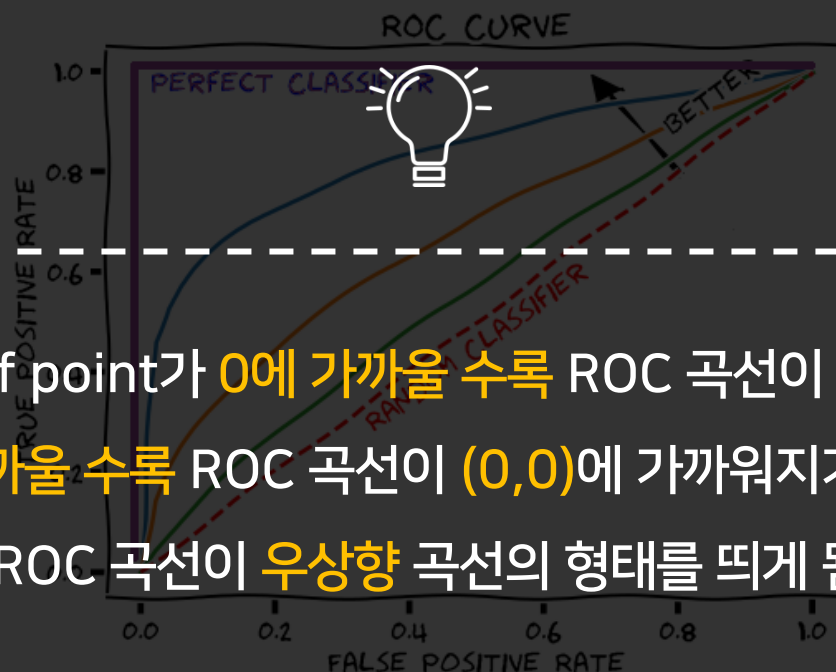 ROC CURVE
1.0
PERFECT CLASSIFIER
BETTER
0.8
TRUE POSITIVE RATE
0.6
RANDOM CLASSIFIER
f point가 0에 가까울 수록 ROC 곡선이
까울 수록 ROC 곡선이 (0,0)에 가까워지
ROC 곡선이 우상향 곡선의 형태를 띄게
0.0 0.2 0.4 0.6 0.8 1.0
FALSE POSITIVE RATE